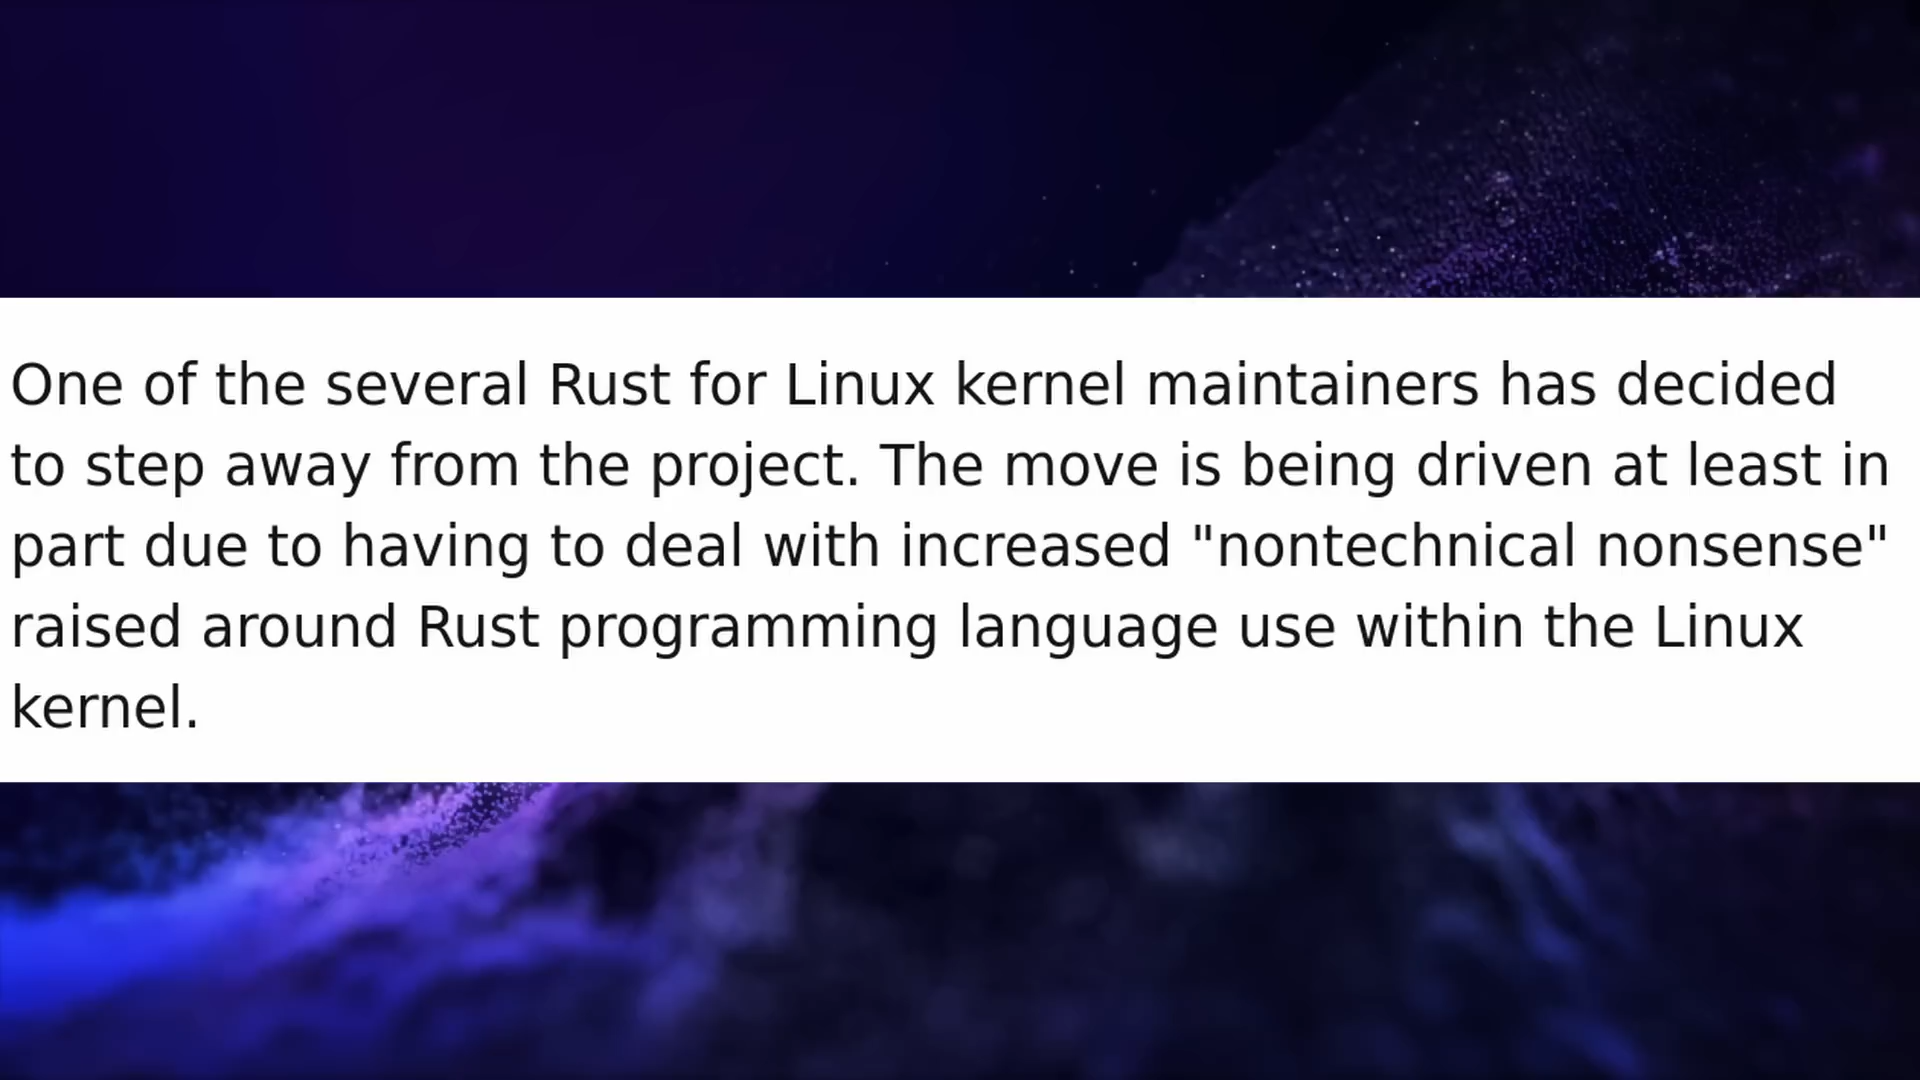 One of the several Rust for Linux kernel maintainers has decided
to step away from the project. The move is being driven at least in
part due to having to deal with increased "nontechnical nonsense"
raised around Rust programming language use within the Linux
kernel.